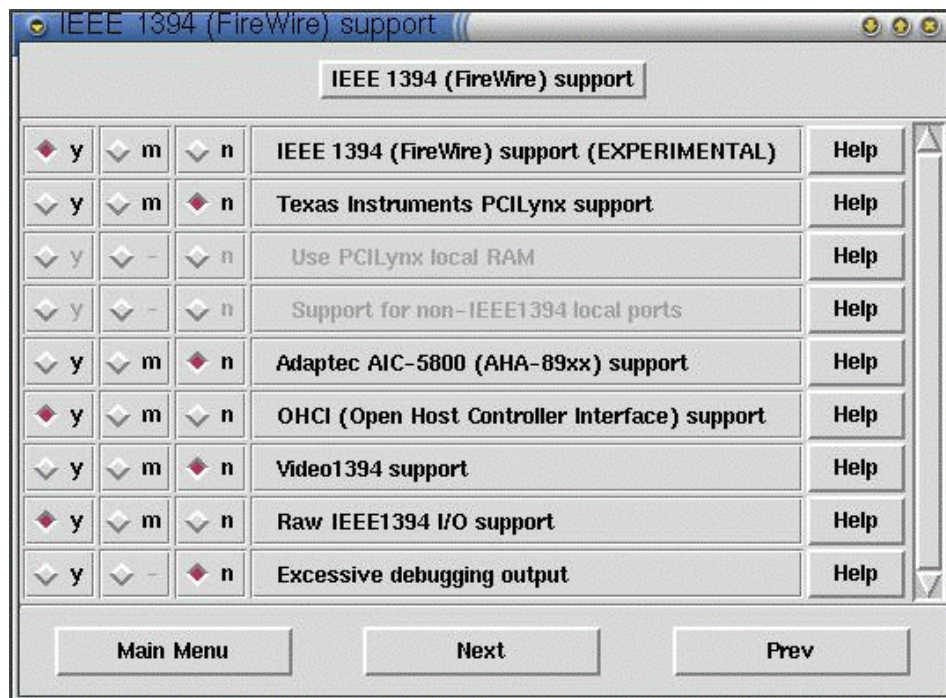 IEEE 1394 (FireWire) support
IEEE 1394 (FireWire) support
y m n IEEE 1394 (FireWire) support (EXPERIMENTAL) Help
y m n Texas Instruments PCILynx support Help
y - n Use PCILynx local RAM Help
y - n Support for non-IEEE1394 local ports Help
y m n Adaptec AIC-5800 (AHA-89xx) support Help
y m n OHCI (Open Host Controller Interface) support Help
y m n Video1394 support Help
y m n Raw IEEE1394 I/O support Help
y - n Excessive debugging output Help
Main Menu Next Prev